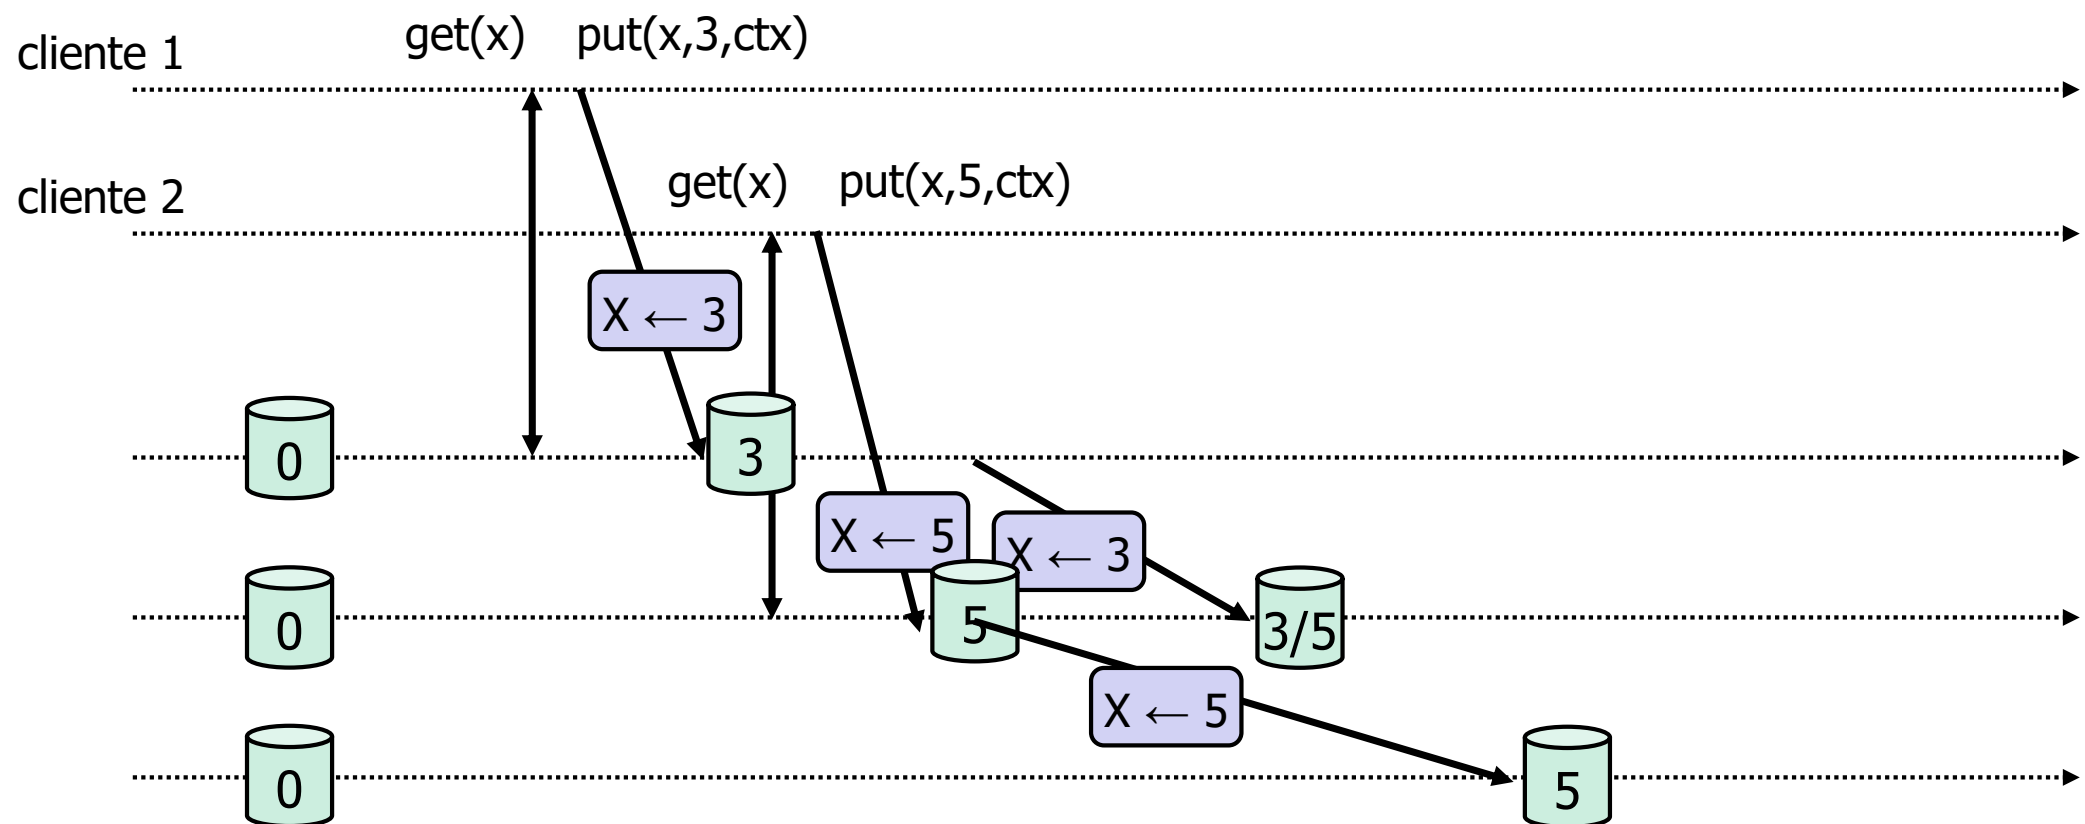 get(x) put(x,3,ctx)
cliente 1
get(x) put(x,5,ctx)
cliente 2
X ← 3
0
3
X ← 5
X ← 3
0
5
3/5
X ← 5
0
5